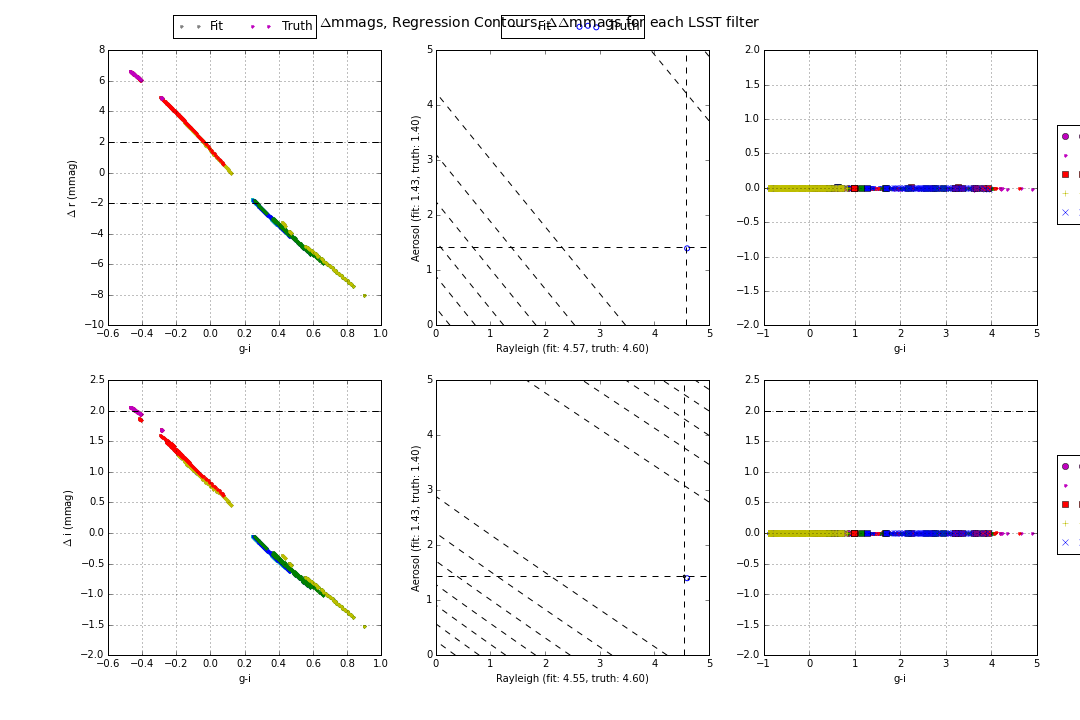 Δmmags, Regression Contours, ΔΔmmags for each LSST filter
Fit Truth
Fit Truth
8
6
4
2
0
−2
−4
−6
−8
−10
Δ r (mmag)
−0.6 −0.4 −0.2 0.0 0.2 0.4 0.6 0.8 1.0
g-i
5
4
3
2
1
0
Aerosol (fit: 1.43, truth: 1.40)
0 1 2 3 4 5
Rayleigh (fit: 4.57, truth: 4.60)
2.0
1.5
1.0
0.5
0.0
−0.5
−1.0
−1.5
−2.0
−1 0 1 2 3 4 5
g-i
2.5
2.0
1.5
1.0
0.5
0.0
−0.5
−1.0
−1.5
−2.0
Δ i (mmag)
−0.6 −0.4 −0.2 0.0 0.2 0.4 0.6 0.8 1.0
g-i
5
4
3
2
1
0
Aerosol (fit: 1.43, truth: 1.40)
0 1 2 3 4 5
Rayleigh (fit: 4.55, truth: 4.60)
2.5
2.0
1.5
1.0
0.5
0.0
−0.5
−1.0
−1.5
−2.0
−1 0 1 2 3 4 5
g-i